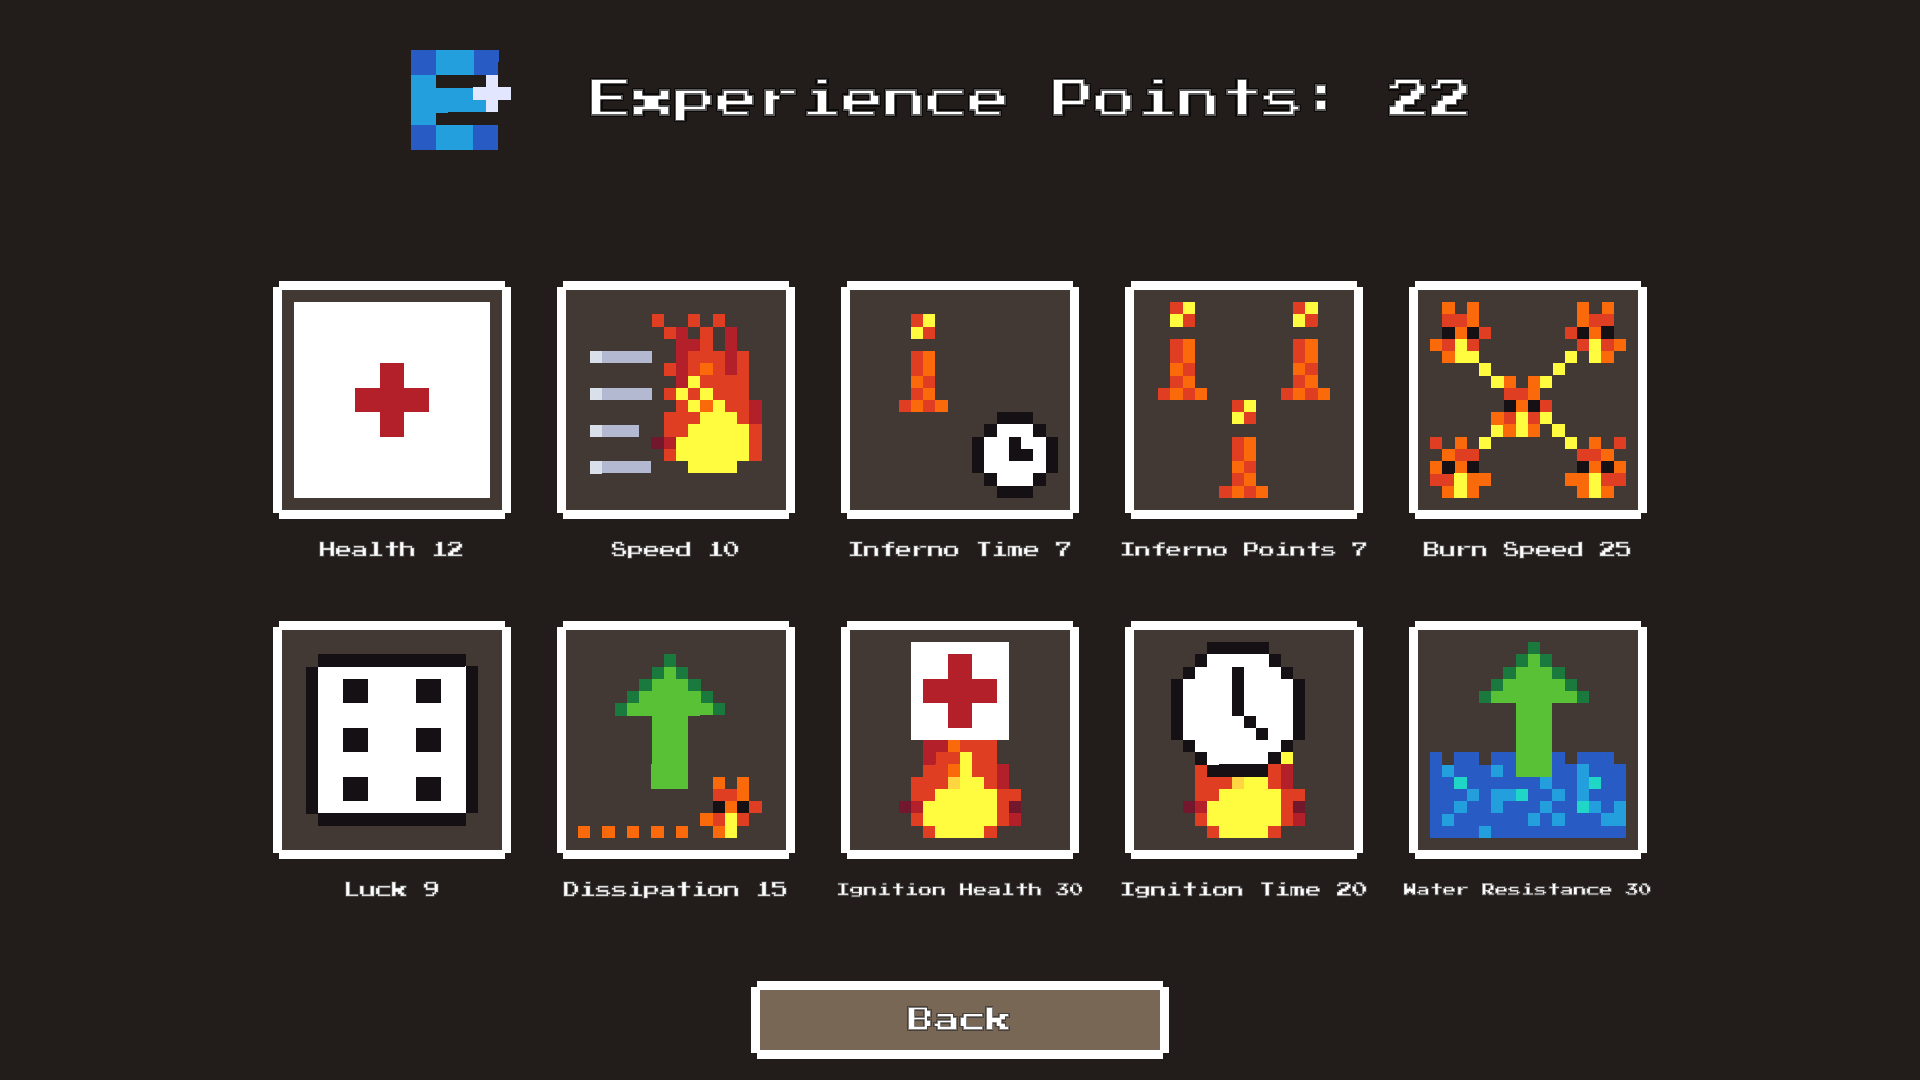 Experience Points: 22
Health 12
Speed 10
Inferno Time 7
Inferno Points 7
Burn Speed 25
Luck 9
Dissipation 15
Ignition Health 30
Ignition Time 20
Water Resistance 30
Back